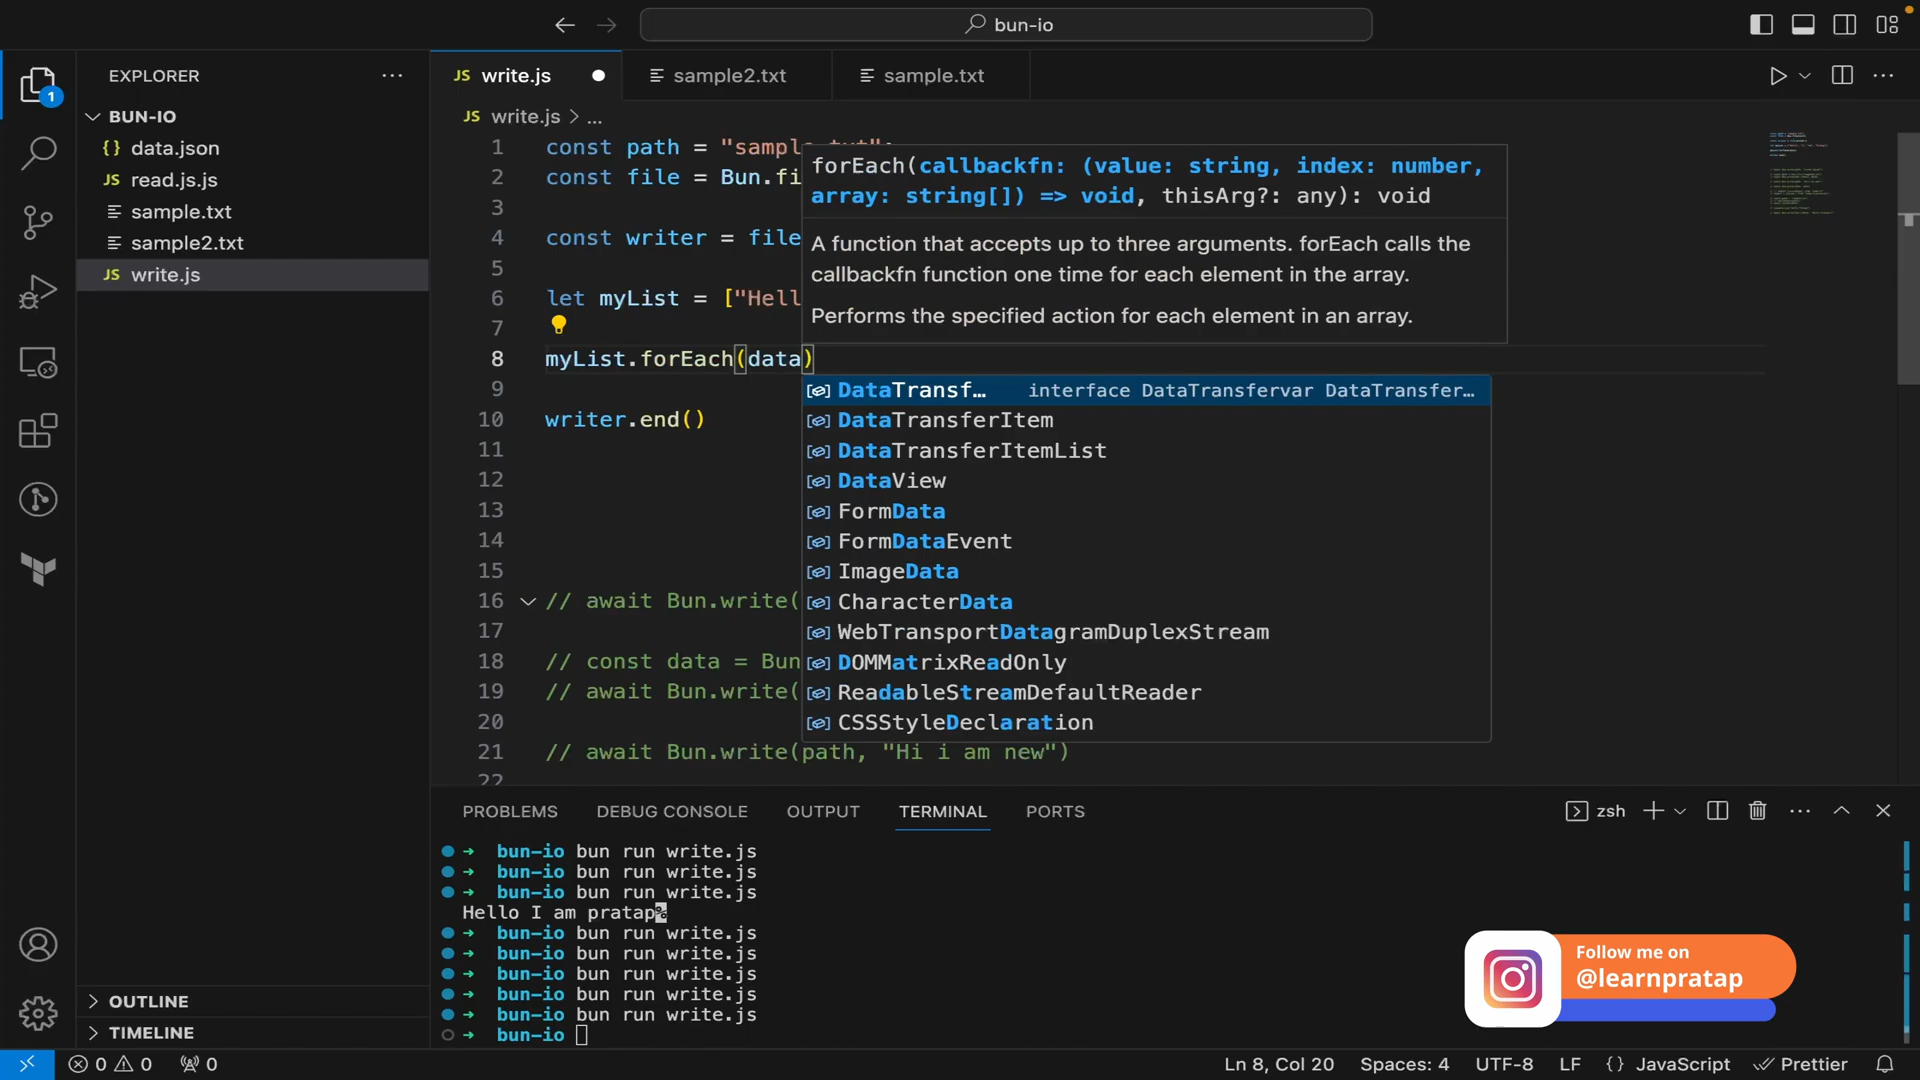 bun-io
EXPLORER
BUN-IO
data.json
JS read.js.js
sample.txt
sample2.txt
JS write.js
OUTLINE
TIMELINE
1
JS write.js
sample2.txt
sample.txt
JS write.js > ...
1 const path = "sample.txt";
2 const file = Bun.fi
3
4 const writer = file
5
6 let myList = ["Hell
7
8 myList.forEach(data)
9
10 writer.end()
11
12
13
14
15
16 // await Bun.write(
17
18 // const data = Bun
19 // await Bun.write(
20
21 // await Bun.write(path, "Hi i am new")
22
forEach(callbackfn: (value: string, index: number,
array: string[]) => void, thisArg?: any): void
A function that accepts up to three arguments. forEach calls the
callbackfn function one time for each element in the array.
Performs the specified action for each element in an array.
DataTransf… interface DataTransfervar DataTransfer…
DataTransferItem
DataTransferItemList
DataView
FormData
FormDataEvent
ImageData
CharacterData
WebTransportDatagramDuplexStream
DOMMatrixReadOnly
ReadableStreamDefaultReader
CSSStyleDeclaration
PROBLEMS DEBUG CONSOLE OUTPUT TERMINAL PORTS
zsh
➜ bun-io bun run write.js
➜ bun-io bun run write.js
➜ bun-io bun run write.js
Hello I am pratap%
➜ bun-io bun run write.js
➜ bun-io bun run write.js
➜ bun-io bun run write.js
➜ bun-io bun run write.js
➜ bun-io bun run write.js
➜ bun-io
Follow me on
@learnpratap
0 0 0
Ln 8, Col 20 Spaces: 4 UTF-8 LF {} JavaScript Prettier